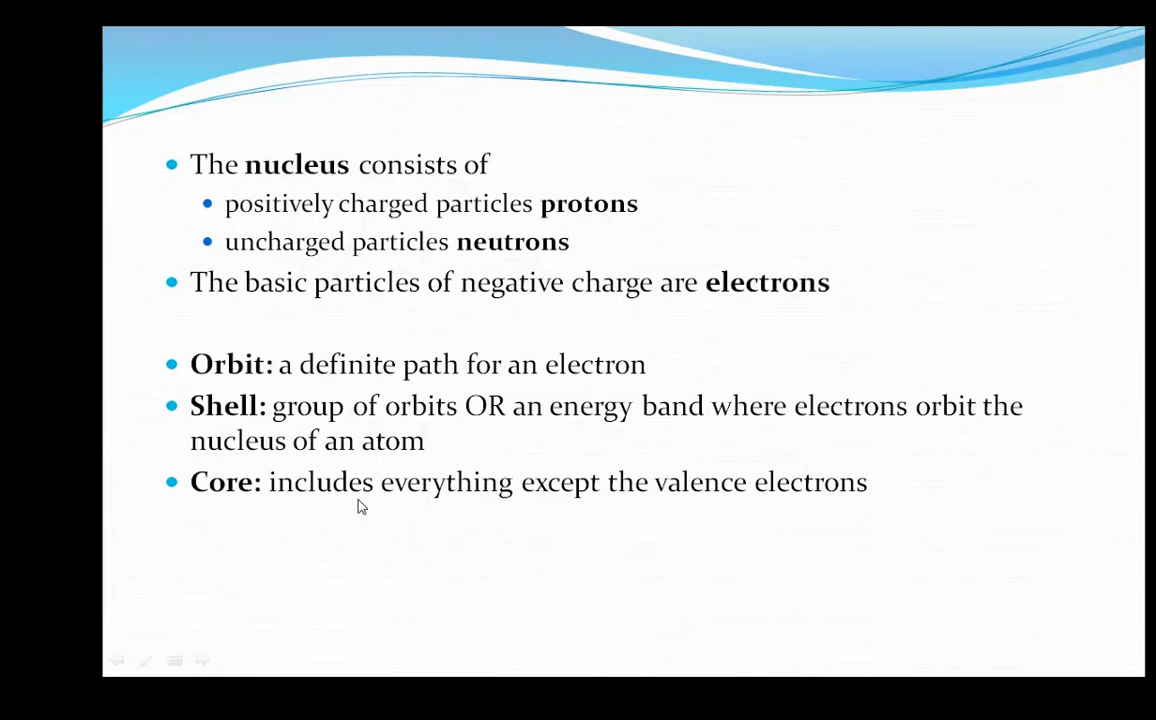 The nucleus consists of
positively charged particles protons
uncharged particles neutrons
The basic particles of negative charge are electrons
Orbit: a definite path for an electron
Shell: group of orbits OR an energy band where electrons orbit the
nucleus of an atom
Core: includes everything except the valence electrons